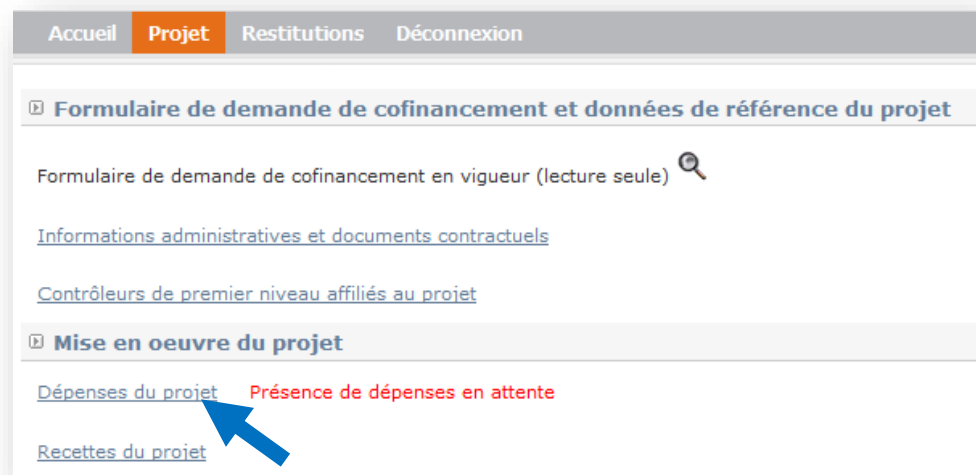 Accueil Projet Restitutions Déconnexion
Formulaire de demande de cofinancement et données de référence du projet
Formulaire de demande de cofinancement en vigueur (lecture seule)
Informations administratives et documents contractuels
Contrôleurs de premier niveau affiliés au projet
Mise en oeuvre du projet
Dépenses du projet Présence de dépenses en attente
Recettes du projet